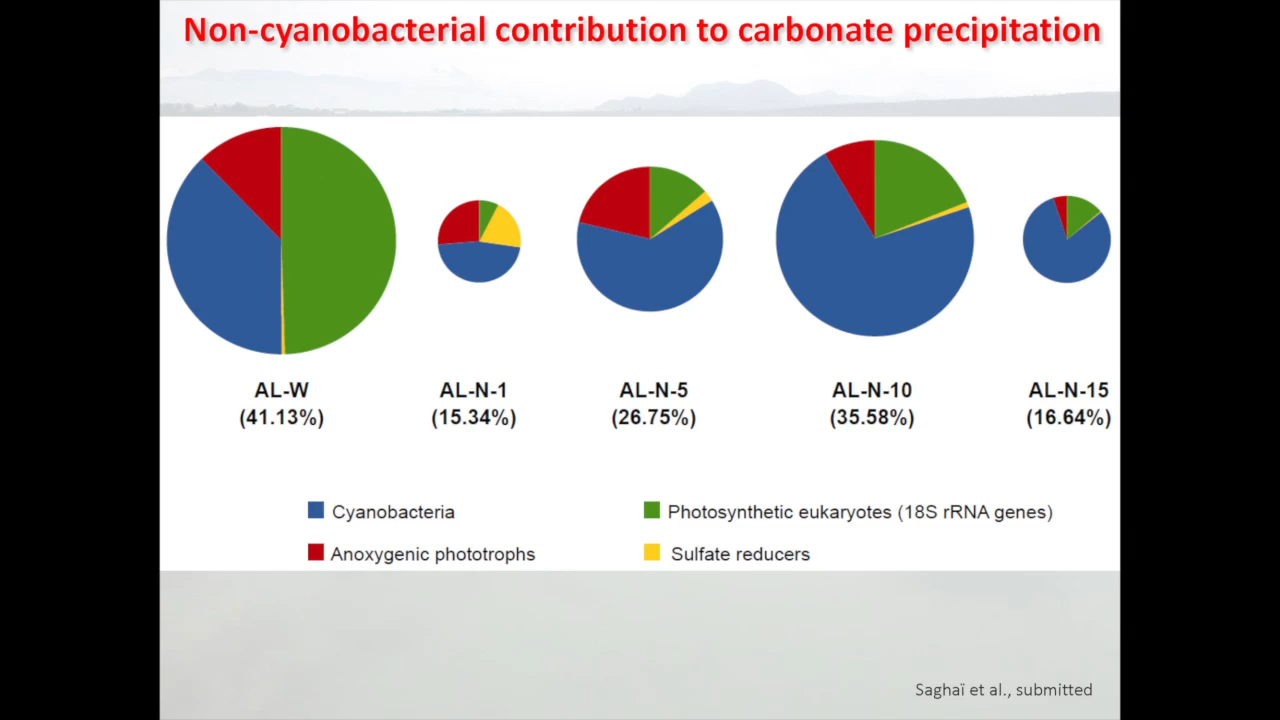 Non-cyanobacterial contribution to carbonate precipitation
AL-W
(41.13%)
AL-N-1
(15.34%)
AL-N-5
(26.75%)
AL-N-10
(35.58%)
AL-N-15
(16.64%)
Cyanobacteria
Photosynthetic eukaryotes (18S rRNA genes)
Anoxygenic phototrophs
Sulfate reducers
Saghaï et al., submitted